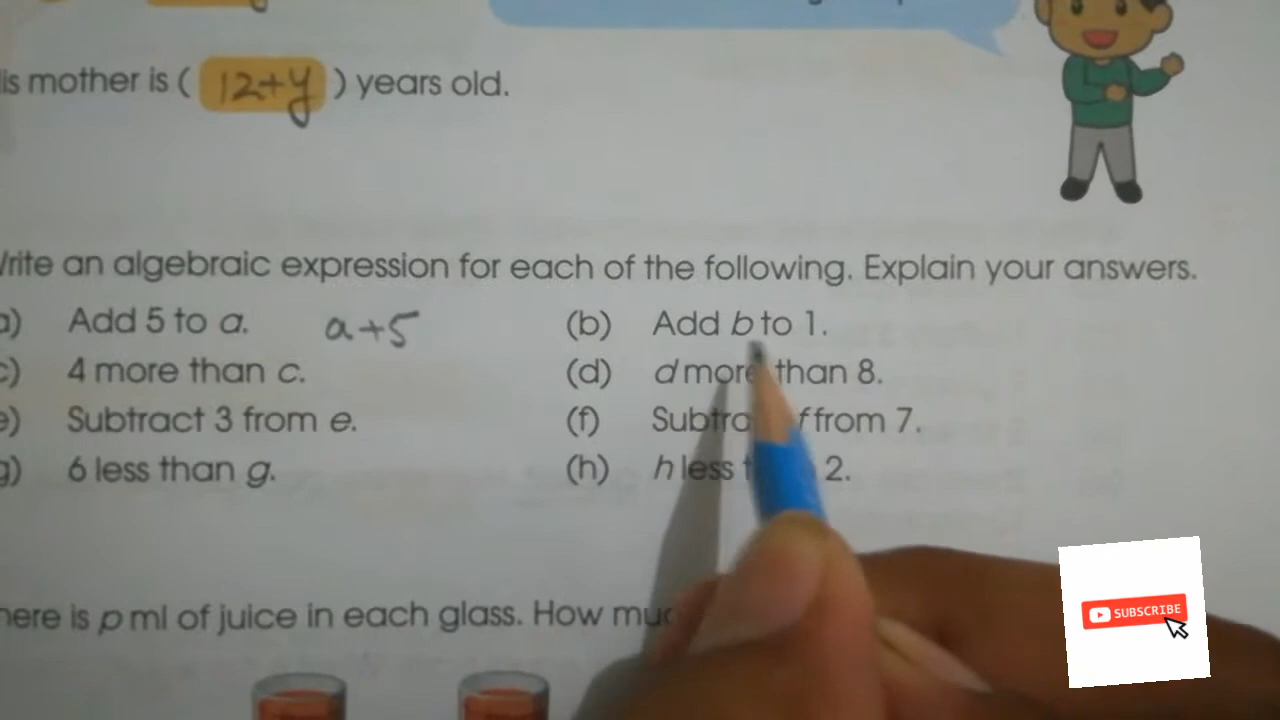 is mother is ( 12+y ) years old.
rite an algebraic expression for each of the following. Explain your answers.
a) Add 5 to a. a+5 (b) Add b to 1.
c) 4 more than c. (d) d more than 8.
e) Subtract 3 from e. (f) f from 7.
g) 6 less than g. (h) h less 2.
here is p ml of juice in each glass. How
SUBSCRIBE